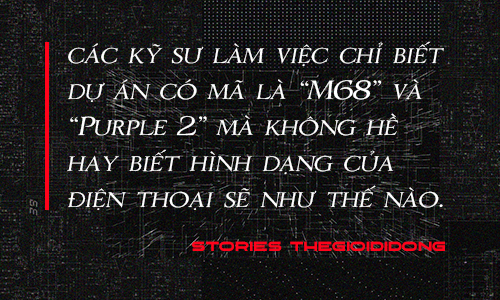 CÁC KỸ SƯ LÀM VIỆC CHỈ BIẾT
DỰ ÁN CÓ MÃ LÀ “M68” VÀ
“PURPLE 2” MÀ KHÔNG HỀ
HAY BIẾT HÌNH DẠNG CỦA
ĐIỆN THOẠI SẼ NHƯ THẾ NÀO.
STORIES THEGIOIDIDONG